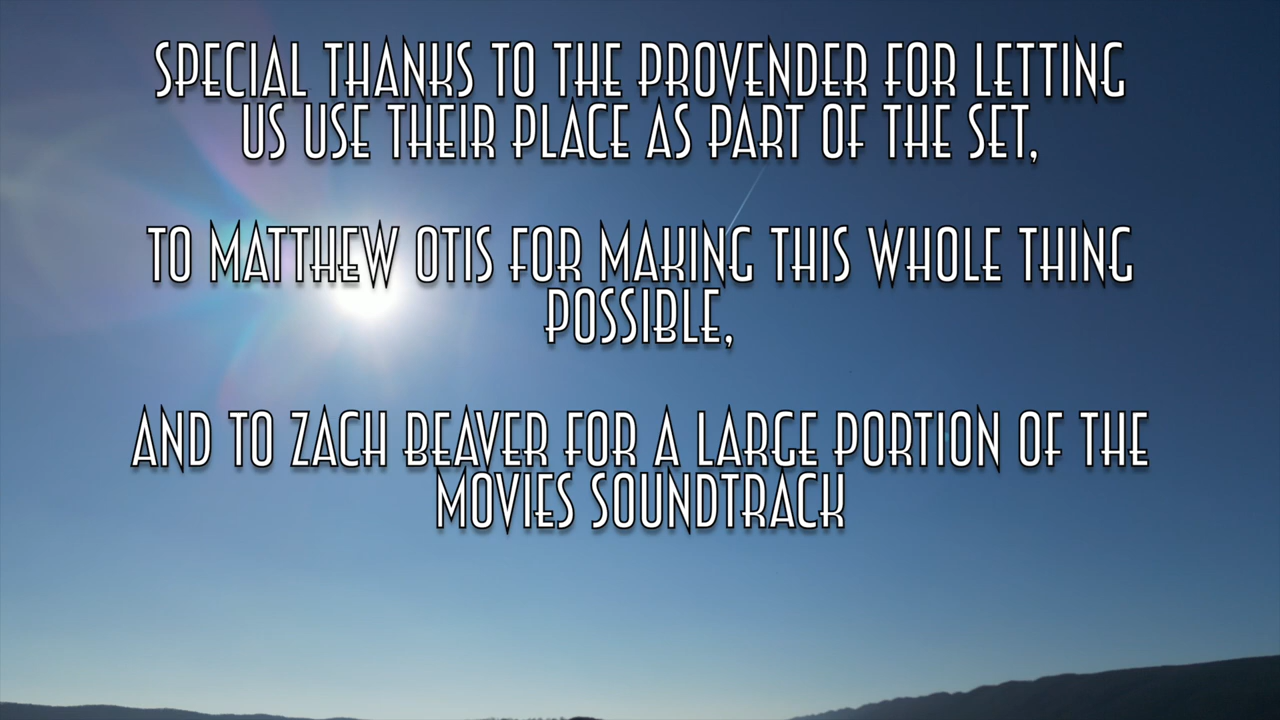 SPECIAL THANKS TO THE PROVENDER FOR LETTING
US USE THEIR PLACE AS PART OF THE SET,
TO MATTHEW OTIS FOR MAKING THIS WHOLE THING
POSSIBLE,
AND TO ZACH BEAVER FOR A LARGE PORTION OF THE
MOVIES SOUNDTRACK